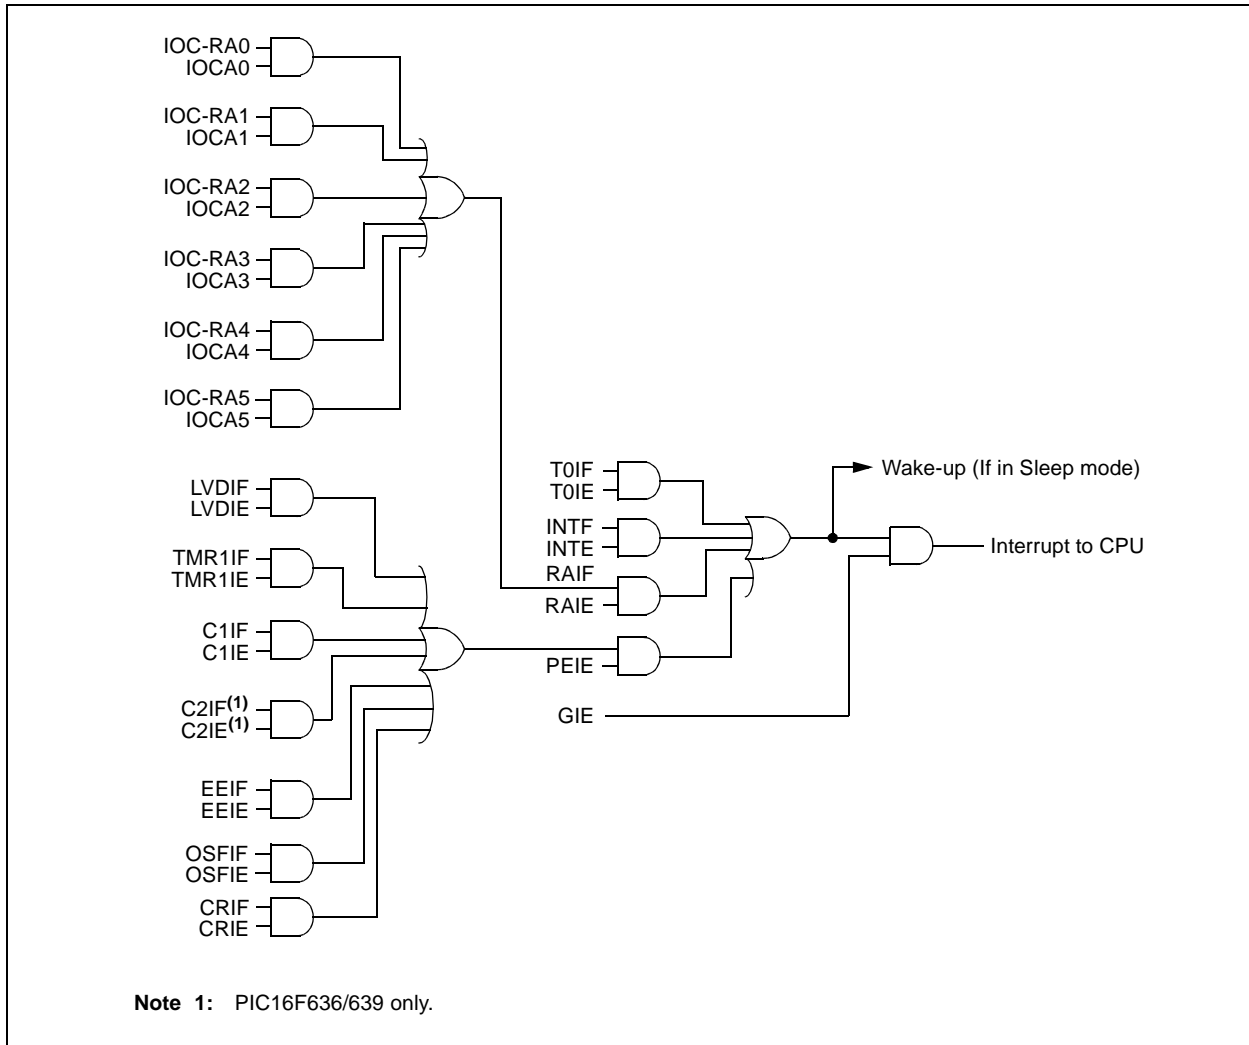 IOC-RA0
IOCA0
IOC-RA1
IOCA1
IOC-RA2
IOCA2
IOC-RA3
IOCA3
IOC-RA4
IOCA4
IOC-RA5
IOCA5
LVDIF
LVDIE
TMR1IF
TMR1IE
C1IF
C1IE
C2IF(1)
C2IE(1)
EEIF
EEIE
OSFIF
OSFIE
CRIF
CRIE
T0IF
T0IE
INTF
INTE
RAIF
RAIE
PEIE
GIE
Wake-up (If in Sleep mode)
Interrupt to CPU
Note 1: PIC16F636/639 only.